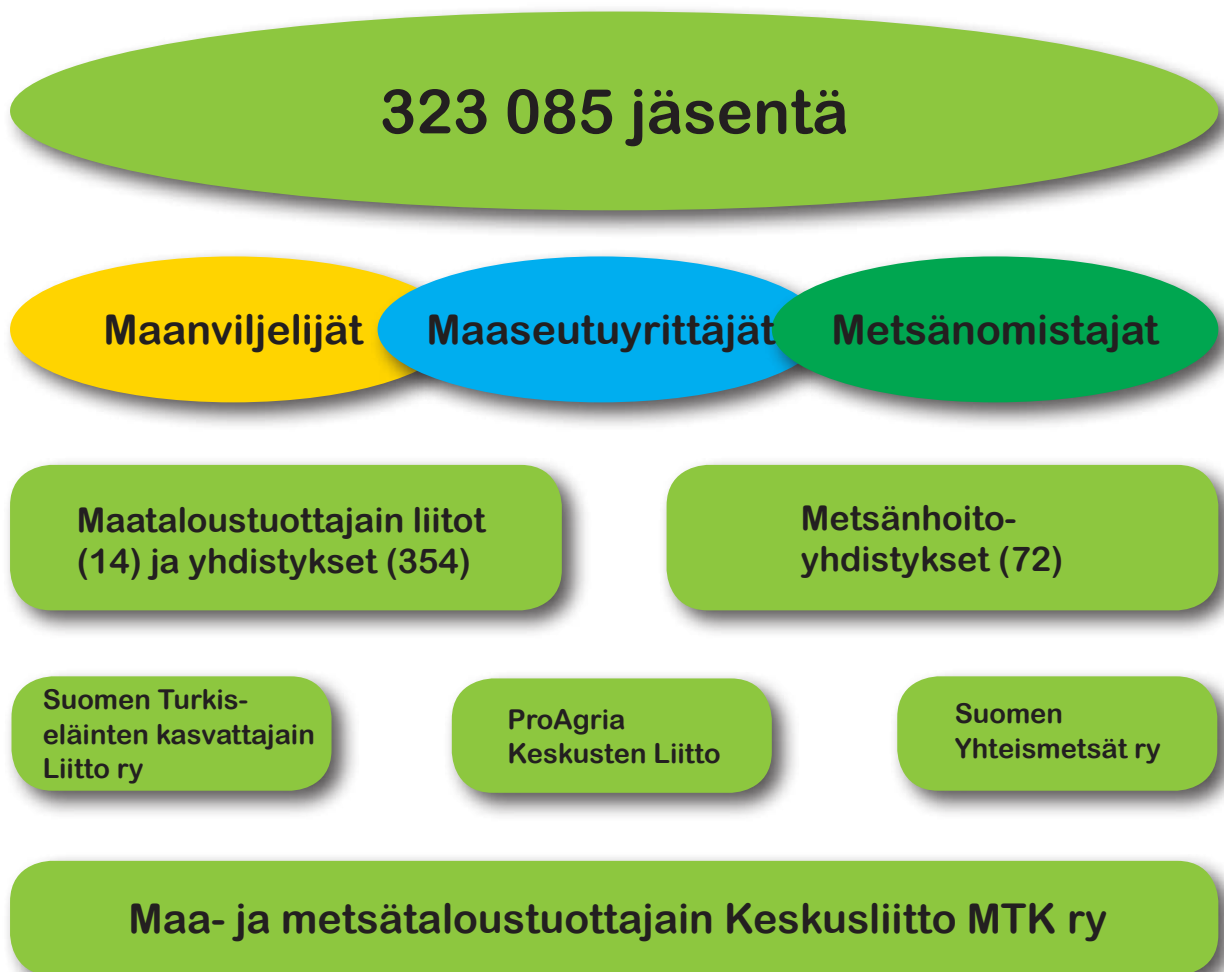 323 085 jäsentä
Maanviljelijät
Maaseutuyrittäjät
Metsänomistajat
Maataloustuottajain liitot
(14) ja yhdistykset (354)
Metsänhoito-
yhdistykset (72)
Suomen Turkis-
eläinten kasvattajain
Liitto ry
ProAgria
Keskusten Liitto
Suomen
Yhteismetsät ry
Maa- ja metsätaloustuottajain Keskusliitto MTK ry